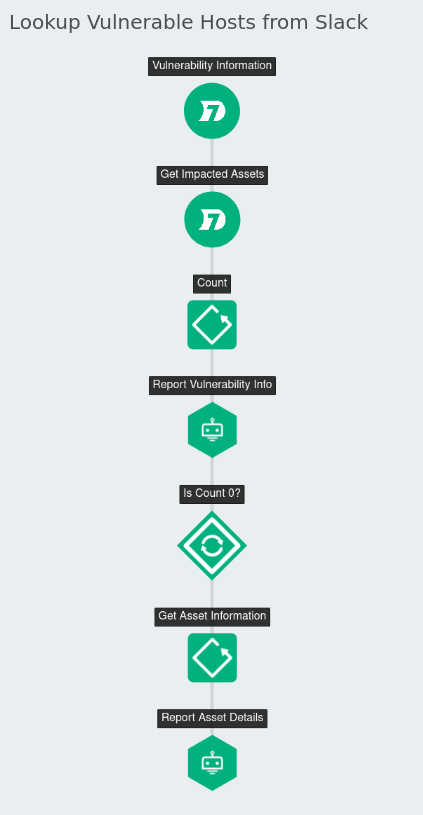 Lookup Vulnerable Hosts from Slack
Vulnerability Information
Get Impacted Assets
Count
Report Vulnerability Info
Is Count 0?
Get Asset Information
Report Asset Details